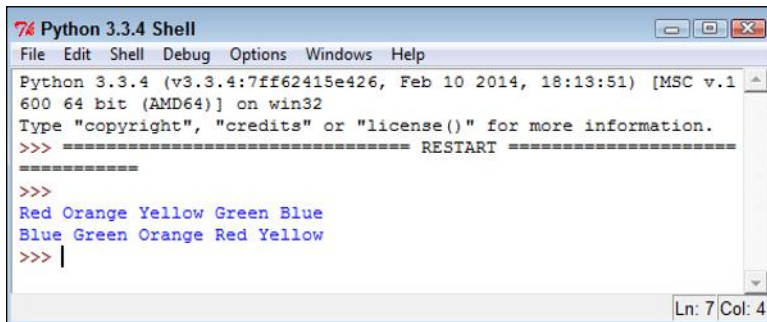 Python 3.3.4 Shell
File Edit Shell Debug Options Windows Help
Python 3.3.4 (v3.3.4:7ff62415e426, Feb 10 2014, 18:13:51) [MSC v.1
600 64 bit (AMD64)] on win32
Type "copyright", "credits" or "license()" for more information.
>>> ================================ RESTART =====================
===========
>>>
Red Orange Yellow Green Blue
Blue Green Orange Red Yellow
>>>
Ln: 7 Col: 4